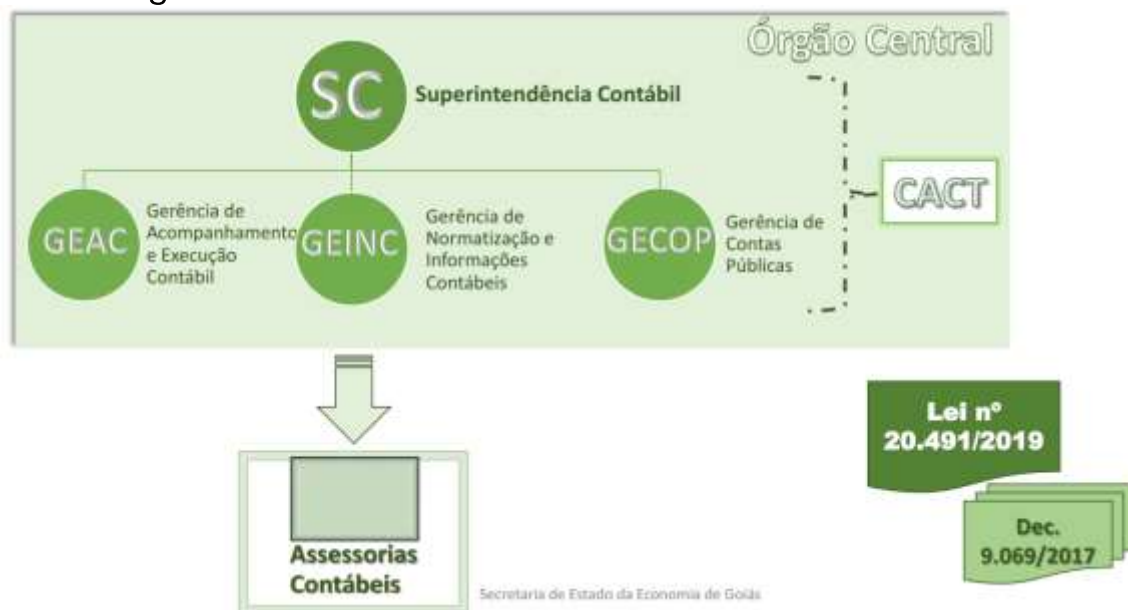 Órgão Central
SC
Superintendência Contábil
CACT
GEAC
Gerência de
Acompanhamento
e Execução
Contábil
GEINC
Gerência de
Normatização e
Informações
Contábeis
GECOP
Gerência de
Contas
Públicas
Lei nº
20.491/2019
Dec.
9.069/2017
Assessorias
Contábeis
Secretaria de Estado da Economia de Goiás